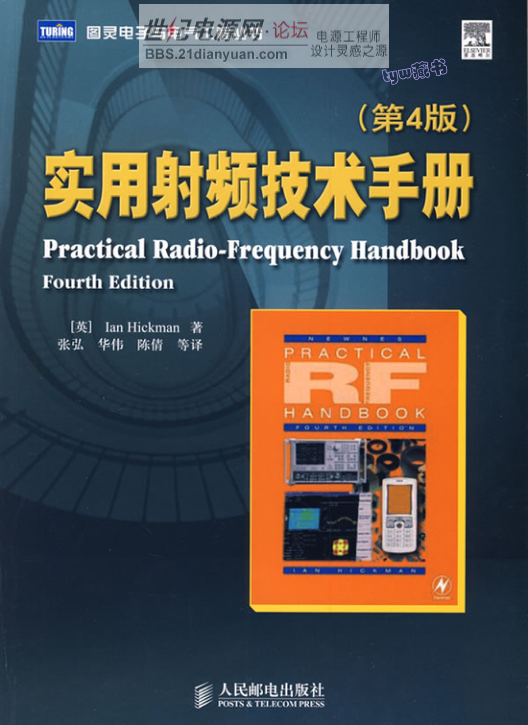 TURING
图灵电子与电气工程丛书
世纪电源网·论坛
BBS.21dianyuan.com
电源工程师
设计灵感之源
tyw藏书
(第4版)
实用射频技术手册
Practical Radio-Frequency Handbook
Fourth Edition
[英] Ian Hickman 著
张弘 华伟 陈倩 等译
NEWNES
PRACTICAL
RADIO
RF
FREQUENCY
HANDBOOK
FOURTH EDITION
IAN HICKMAN
Newnes
人民邮电出版社
POSTS & TELECOM PRESS